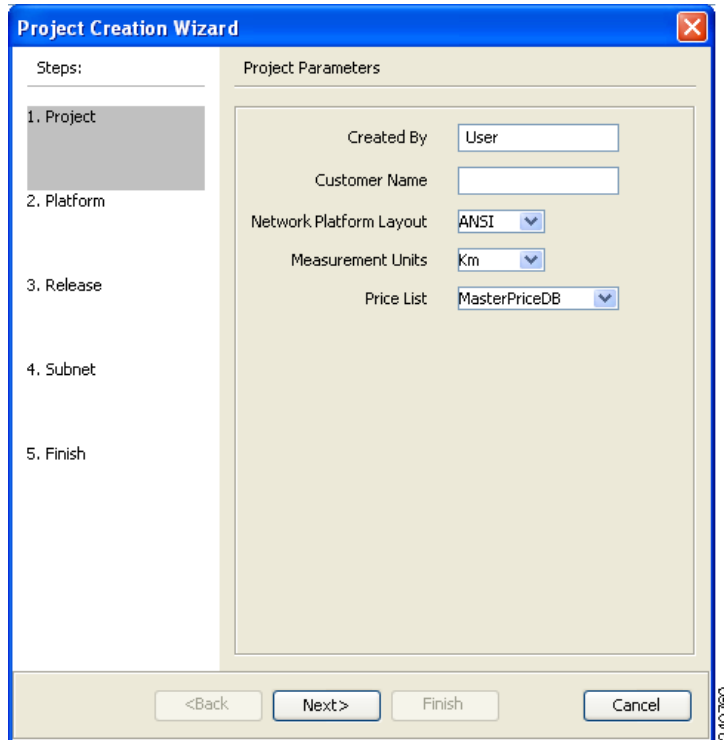 Project Creation Wizard
Steps:
Project Parameters
1. Project
2. Platform
3. Release
4. Subnet
5. Finish
Created By User
Customer Name
Network Platform Layout ANSI
Measurement Units Km
Price List MasterPriceDB
<Back Next> Finish Cancel